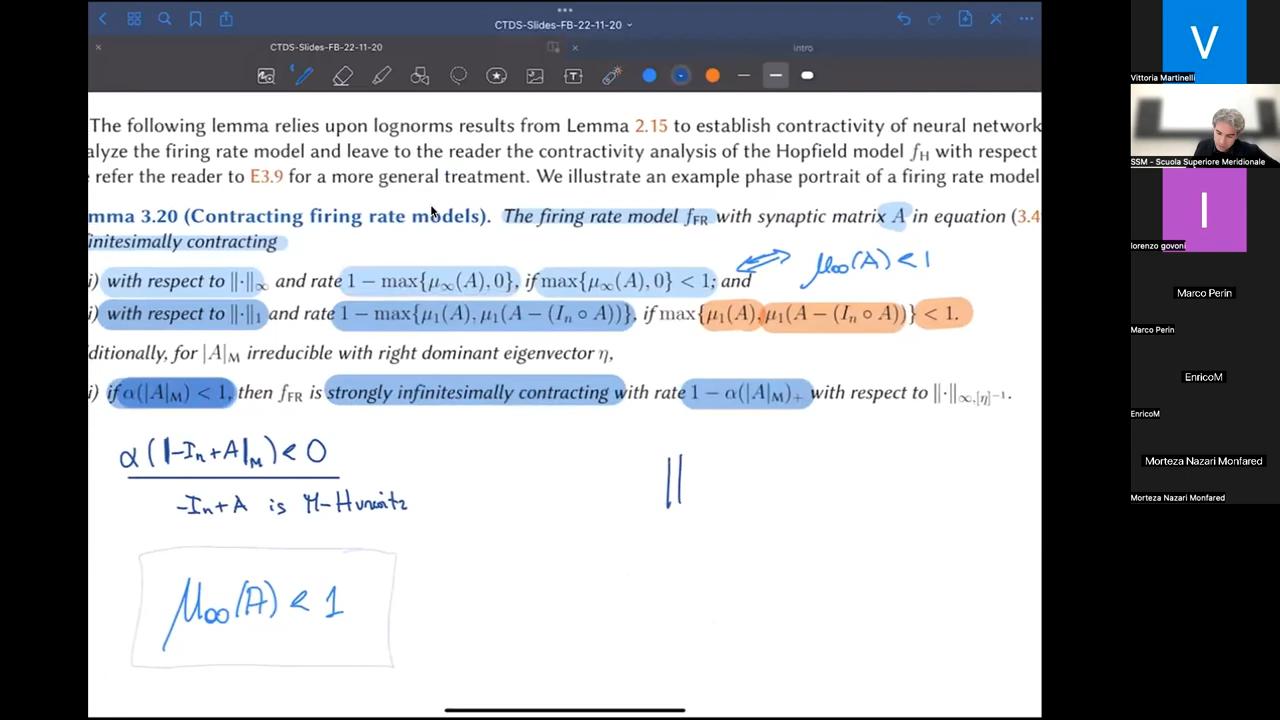 CTDS-Slides-FB-22-11-20
CTDS-Slides-FB-22-11-20
intro
The following lemma relies upon lognorms results from Lemma 2.15 to establish contractivity of neural network
alyze the firing rate model and leave to the reader the contractivity analysis of the Hopfield model f_H with respect
refer the reader to E3.9 for a more general treatment. We illustrate an example phase portrait of a firing rate model
mma 3.20 (Contracting firing rate models). The firing rate model f_FR with synaptic matrix A in equation (3.4
finitesimally contracting
μ∞(A) < 1
i) with respect to ‖·‖_∞ and rate 1 − max{μ_∞(A), 0}, if max{μ_∞(A), 0} < 1; and
i) with respect to ‖·‖_1 and rate 1 − max{μ_1(A), μ_1(A − (I_n ∘ A))}, if max{μ_1(A), μ_1(A − (I_n ∘ A))} < 1.
ditionally, for |A|_M irreducible with right dominant eigenvector η,
i) if α(|A|_M) < 1, then f_FR is strongly infinitesimally contracting with rate 1 − α(|A|_M)_+ with respect to ‖·‖_{∞,[η]^{-1}}.
α(|-In+A|_M) < 0
-In+A is M-Hurwitz
μ∞(A) < 1
V
Vittoria Martinelli
SSM - Scuola Superiore Meridionale
I
lorenzo govoni
Marco Perin
Marco Perin
EnricoM
EnricoM
Morteza Nazari Monfared
Morteza Nazari Monfared